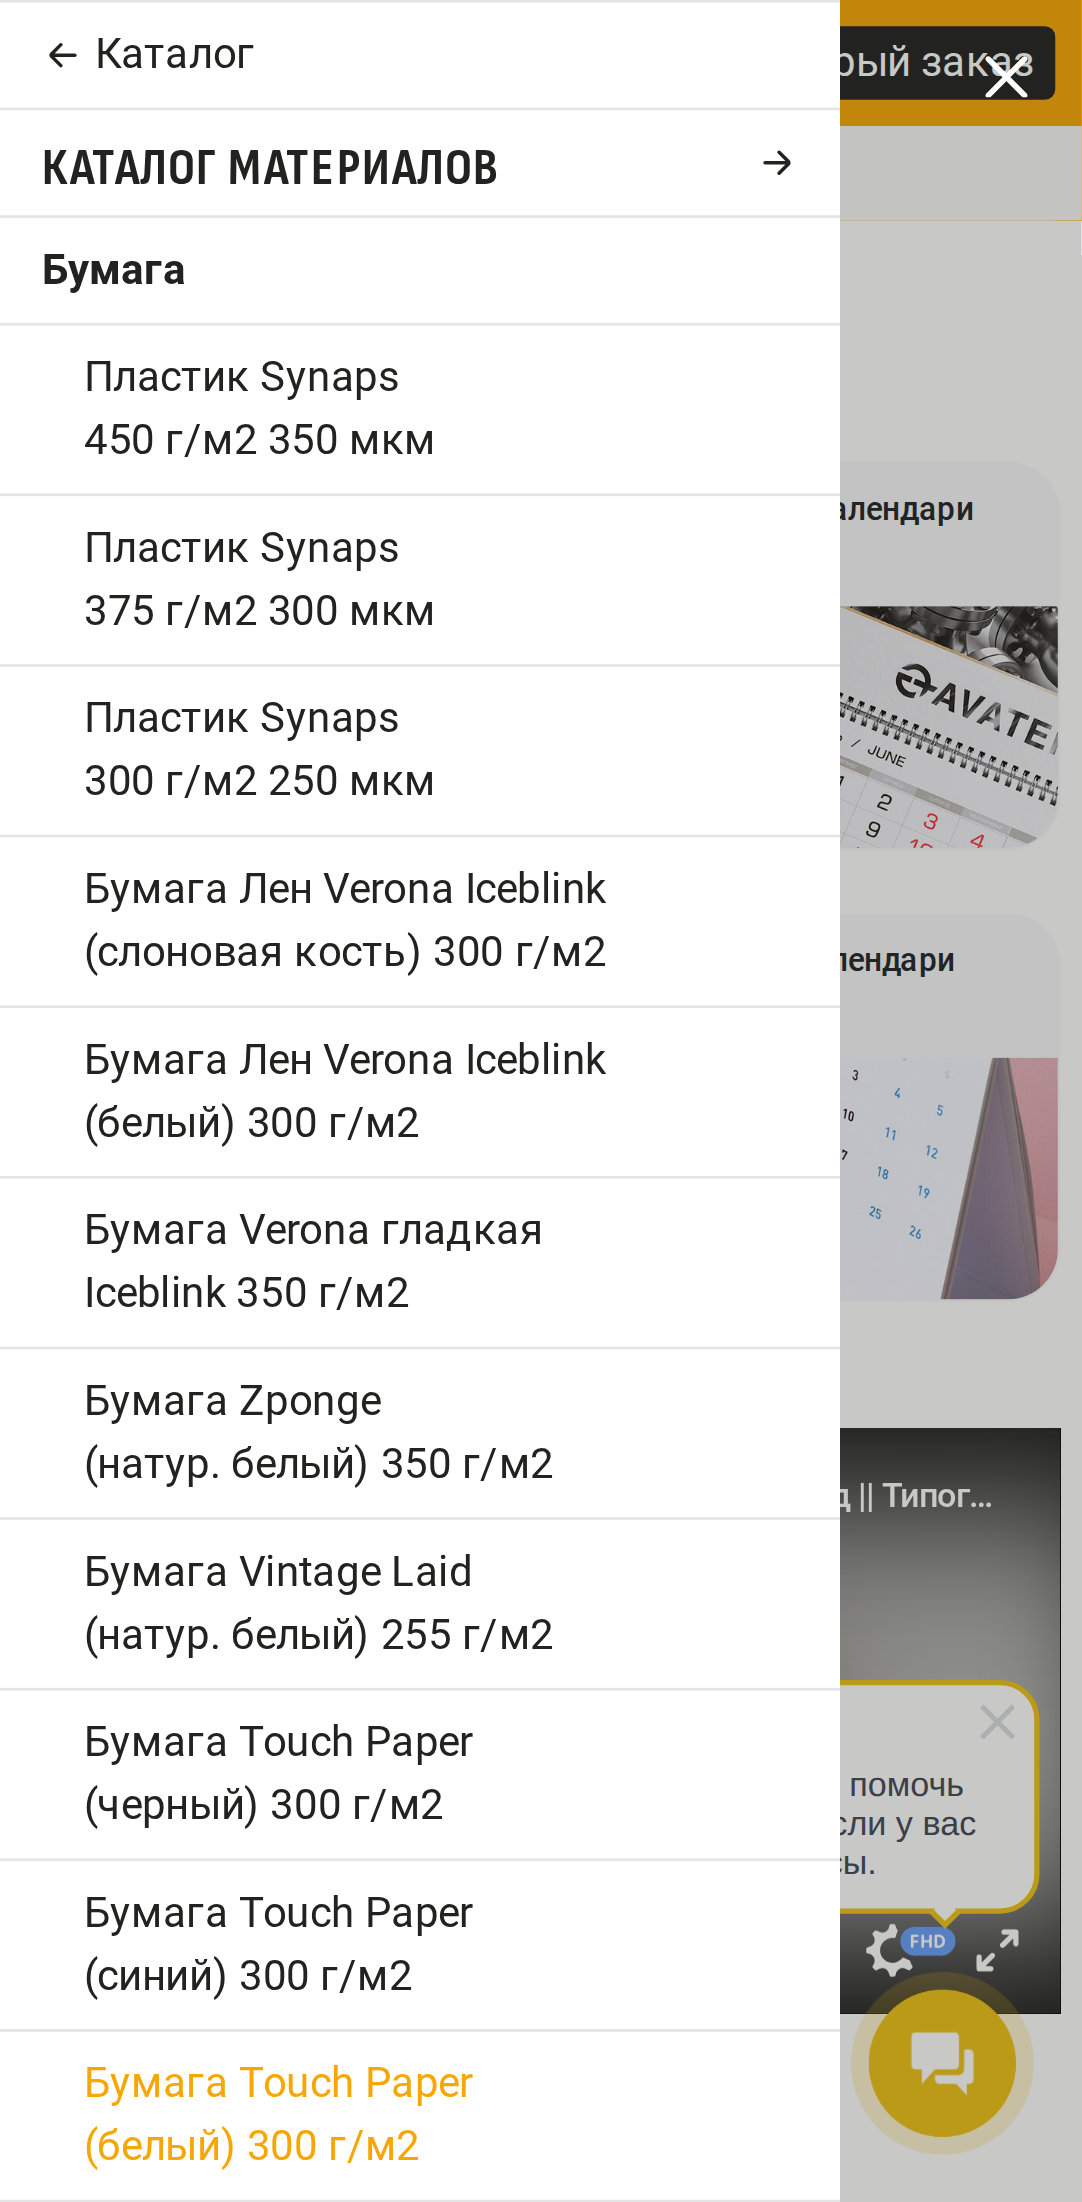 Каталог
рый заказ
КАТАЛОГ МАТЕРИАЛОВ
Бумага
Пластик Synaps
450 г/м2 350 мкм
Пластик Synaps
375 г/м2 300 мкм
Пластик Synaps
300 г/м2 250 мкм
Бумага Лен Verona Iceblink
(слоновая кость) 300 г/м2
Бумага Лен Verona Iceblink
(белый) 300 г/м2
Бумага Verona гладкая
Iceblink 350 г/м2
Бумага Zponge
(натур. белый) 350 г/м2
Бумага Vintage Laid
(натур. белый) 255 г/м2
Бумага Touch Paper
(черный) 300 г/м2
Бумага Touch Paper
(синий) 300 г/м2
Бумага Touch Paper
(белый) 300 г/м2
алендари
AVATE
/ JUNE
2 3 4
9
лендари
3 4 5
10 11 12
7 18 19
25 26
д || Типог...
помочь
сли у вас
сы.
FHD